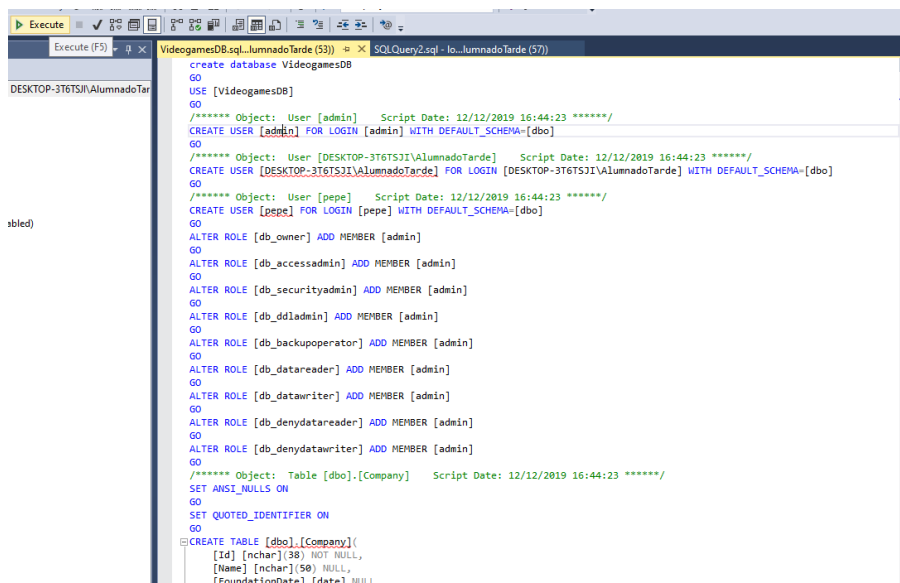 Execute
Execute (F5)
VideogamesDB.sql...lumnadoTarde (53))
SQLQuery2.sql - lo...lumnadoTarde (57))
DESKTOP-3T6TSJI\AlumnadoTar
abled)
create database VideogamesDB
GO
USE [VideogamesDB]
GO
/****** Object:  User [admin]    Script Date: 12/12/2019 16:44:23 ******/
CREATE USER [admin] FOR LOGIN [admin] WITH DEFAULT_SCHEMA=[dbo]
GO
/****** Object:  User [DESKTOP-3T6TSJI\AlumnadoTarde]    Script Date: 12/12/2019 16:44:23 ******/
CREATE USER [DESKTOP-3T6TSJI\AlumnadoTarde] FOR LOGIN [DESKTOP-3T6TSJI\AlumnadoTarde] WITH DEFAULT_SCHEMA=[dbo]
GO
/****** Object:  User [pepe]    Script Date: 12/12/2019 16:44:23 ******/
CREATE USER [pepe] FOR LOGIN [pepe] WITH DEFAULT_SCHEMA=[dbo]
GO
ALTER ROLE [db_owner] ADD MEMBER [admin]
GO
ALTER ROLE [db_accessadmin] ADD MEMBER [admin]
GO
ALTER ROLE [db_securityadmin] ADD MEMBER [admin]
GO
ALTER ROLE [db_ddladmin] ADD MEMBER [admin]
GO
ALTER ROLE [db_backupoperator] ADD MEMBER [admin]
GO
ALTER ROLE [db_datareader] ADD MEMBER [admin]
GO
ALTER ROLE [db_datawriter] ADD MEMBER [admin]
GO
ALTER ROLE [db_denydatareader] ADD MEMBER [admin]
GO
ALTER ROLE [db_denydatawriter] ADD MEMBER [admin]
GO
/****** Object:  Table [dbo].[Company]    Script Date: 12/12/2019 16:44:23 ******/
SET ANSI_NULLS ON
GO
SET QUOTED_IDENTIFIER ON
GO
CREATE TABLE [dbo].[Company](
[Id] [nchar](38) NOT NULL,
[Name] [nchar](50) NULL,
[FoundationDate] [date] NULL